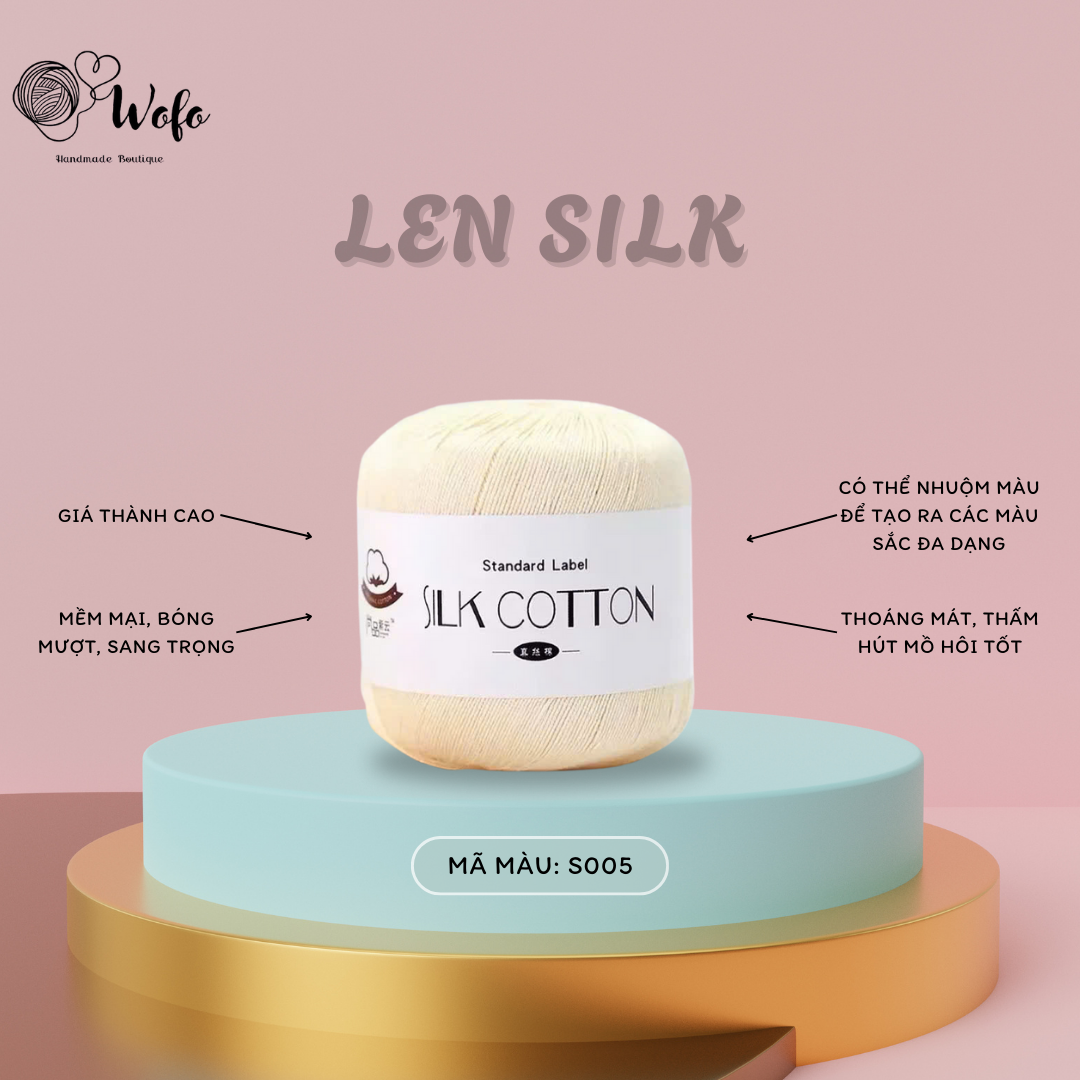 Wofo
Handmade Boutique
LEN SILK
GIÁ THÀNH CAO
MỀM MẠI, BÓNG
MƯỢT, SANG TRỌNG
CÓ THỂ NHUỘM MÀU
ĐỂ TẠO RA CÁC MÀU
SẮC ĐA DẠNG
THOÁNG MÁT, THẤM
HÚT MỒ HÔI TỐT
Standard Label
SILK COTTON
MÃ MÀU: S005